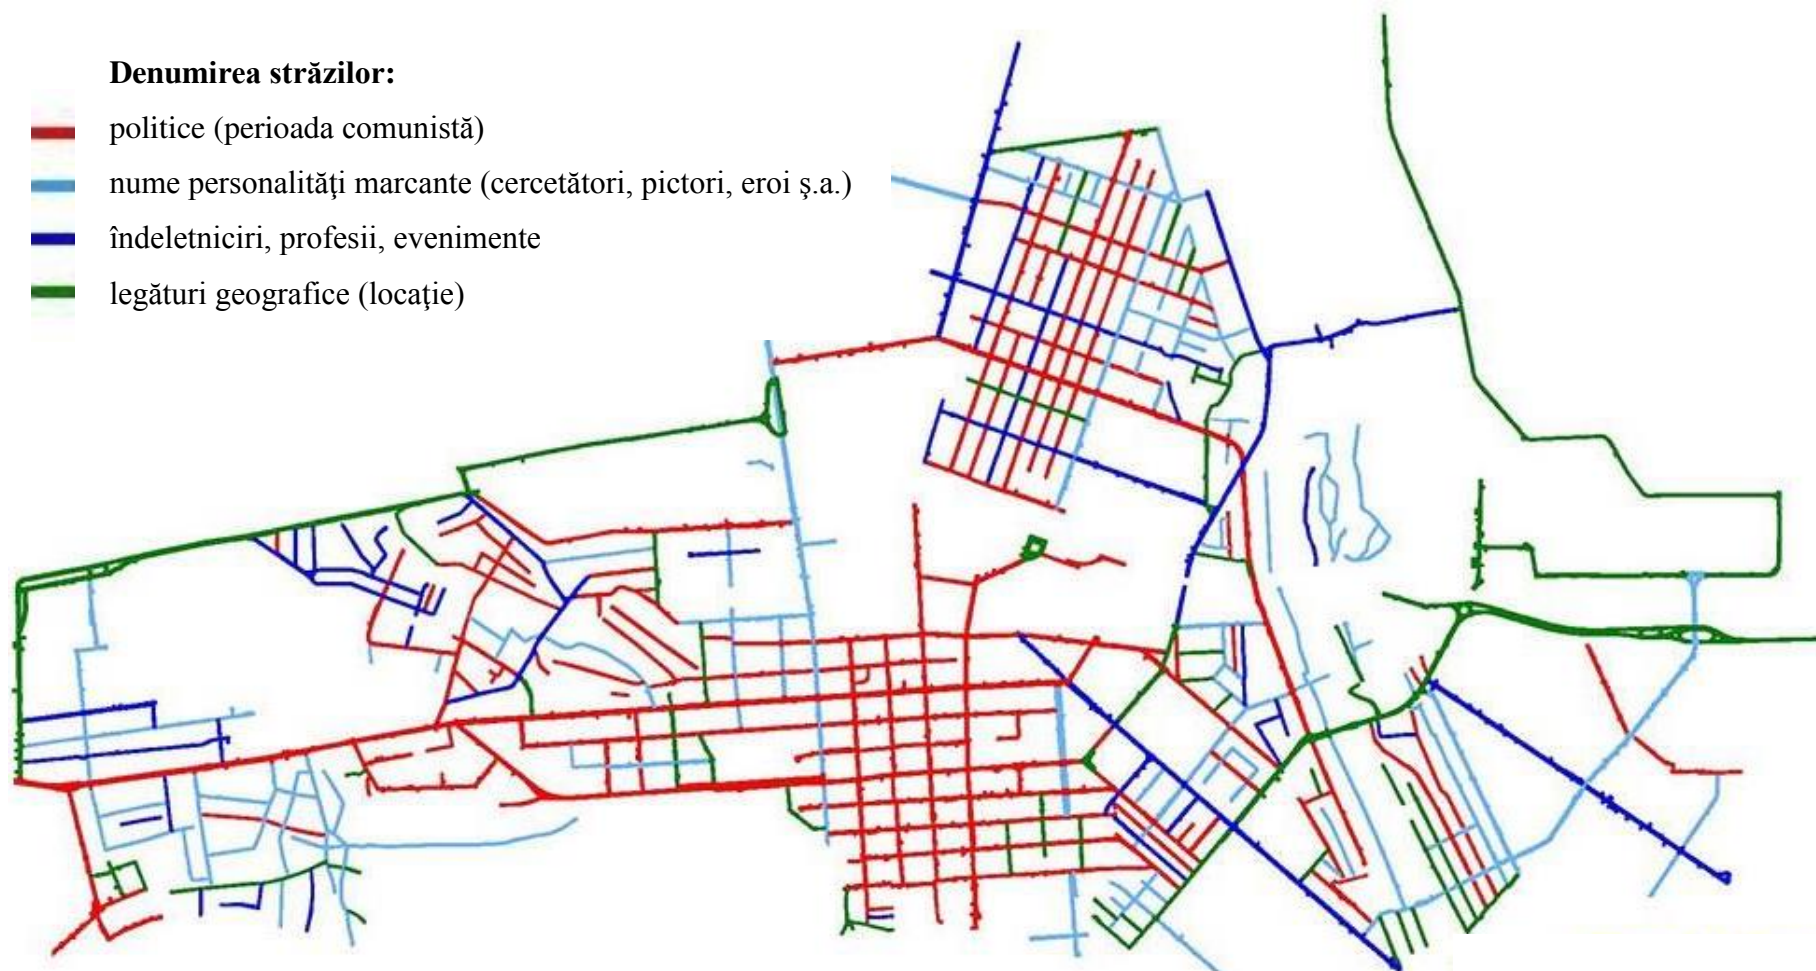 Denumirea străzilor:
politice (perioada comunistă)
nume personalităţi marcante (cercetători, pictori, eroi ş.a.)
îndeletniciri, profesii, evenimente
legături geografice (locaţie)